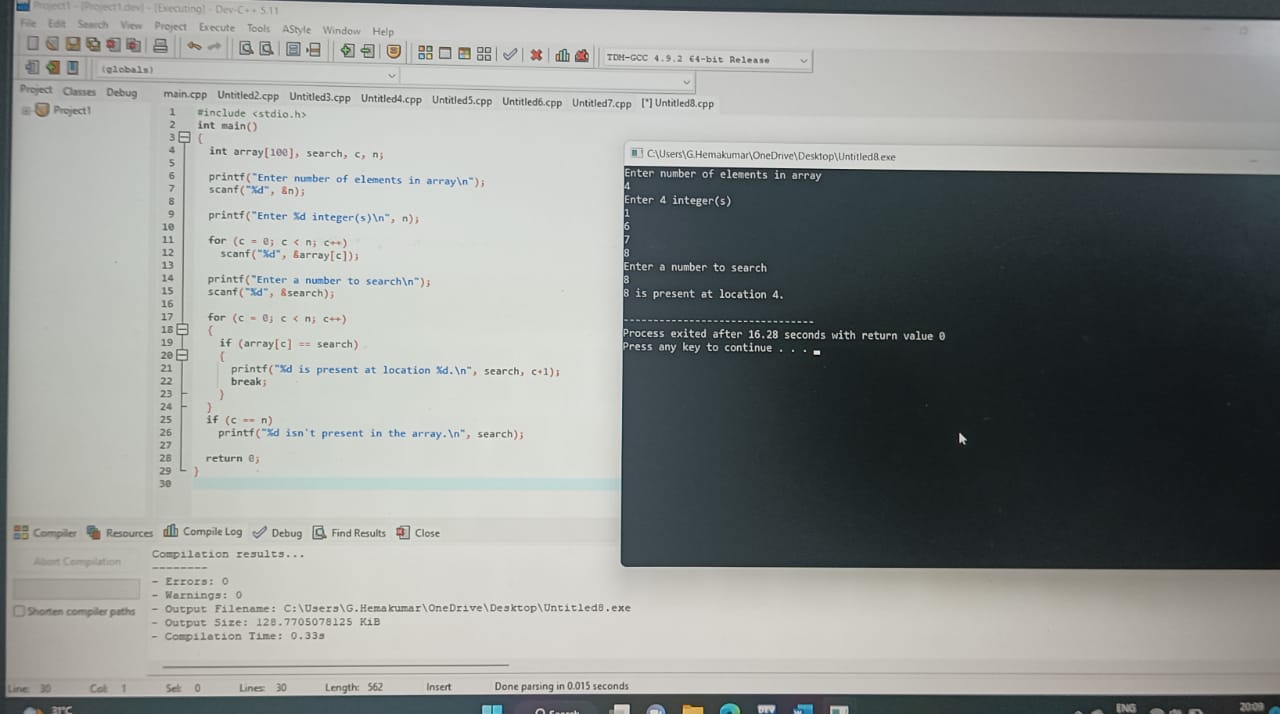 Project1 - [Project1.dev] - [Executing] - Dev-C++ 5.11
File Edit Search View Project Execute Tools AStyle Window Help
TDM-GCC 4.9.2 64-bit Release
(globals)
Project Classes Debug
main.cpp Untitled2.cpp Untitled3.cpp Untitled4.cpp Untitled5.cpp Untitled6.cpp Untitled7.cpp [*] Untitled8.cpp
Project1
1 #include <stdio.h>
2 int main()
3 {
4 int array[100], search, c, n;
5
6 printf("Enter number of elements in array\n");
7 scanf("%d", &n);
8
9 printf("Enter %d integer(s)\n", n);
10
11 for (c = 0; c < n; c++)
12 scanf("%d", &array[c]);
13
14 printf("Enter a number to search\n");
15 scanf("%d", &search);
16
17 for (c = 0; c < n; c++)
18 {
19 if (array[c] == search)
20 {
21 printf("%d is present at location %d.\n", search, c+1);
22 break;
23 }
24 }
25 if (c == n)
26 printf("%d isn't present in the array.\n", search);
27
28 return 0;
29 }
30
C:\Users\G.Hemakumar\OneDrive\Desktop\Untitled8.exe
Enter number of elements in array
4
Enter 4 integer(s)
1
6
7
8
Enter a number to search
8
8 is present at location 4.
--------------------------------
Process exited after 16.28 seconds with return value 0
Press any key to continue . . .
Compiler Resources Compile Log Debug Find Results Close
Abort Compilation
Shorten compiler paths
Compilation results...
--------
- Errors: 0
- Warnings: 0
- Output Filename: C:\Users\G.Hemakumar\OneDrive\Desktop\Untitled8.exe
- Output Size: 128.7705078125 KiB
- Compilation Time: 0.33s
Line: 30 Col: 1 Sel: 0 Lines: 30 Length: 562 Insert Done parsing in 0.015 seconds
31°C
Search
DEV
ENG
20:09